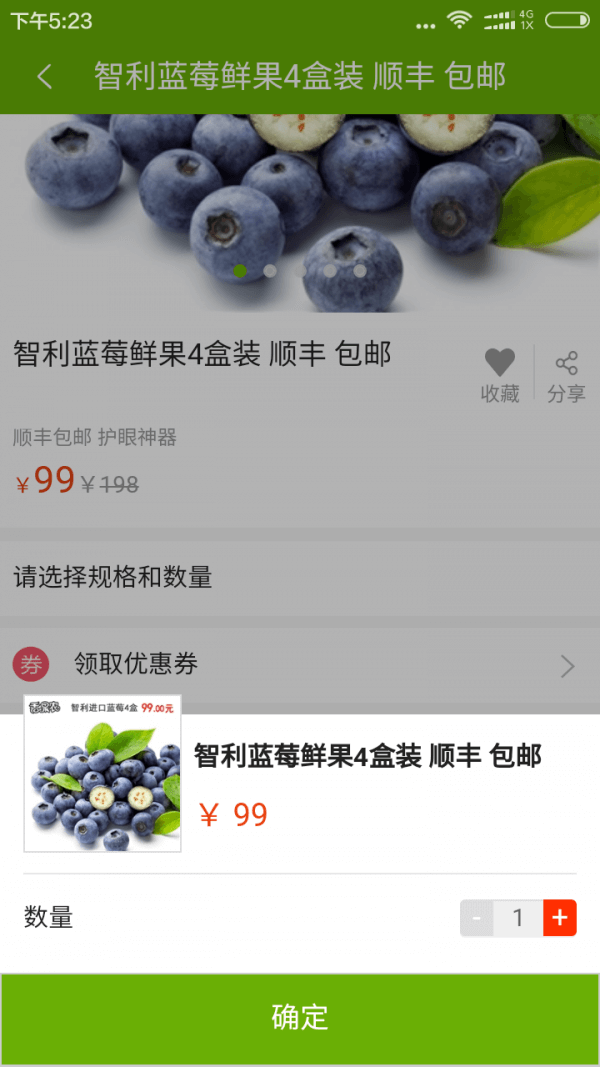 下午5:23
4G
1X
智利蓝莓鲜果4盒装 顺丰 包邮
智利蓝莓鲜果4盒装 顺丰 包邮
收藏
分享
顺丰包邮 护眼神器
￥99￥198
请选择规格和数量
券 领取优惠券
智利进口蓝莓4盒 99.00元
智利蓝莓鲜果4盒装 顺丰 包邮
￥ 99
数量
- 1 +
确定